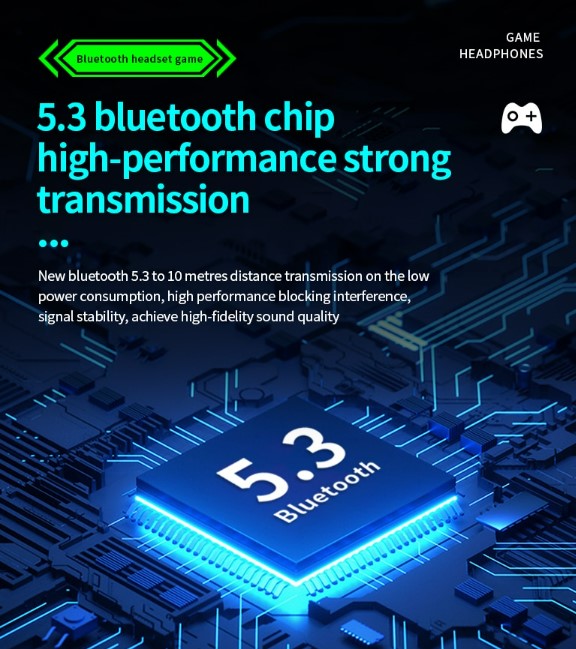 Bluetooth headset game
GAME
HEADPHONES
5.3 bluetooth chip
high-performance strong
transmission
•••
New bluetooth 5.3 to 10 metres distance transmission on the low
power consumption, high performance blocking interference,
signal stability, achieve high-fidelity sound quality
5.3
Bluetooth